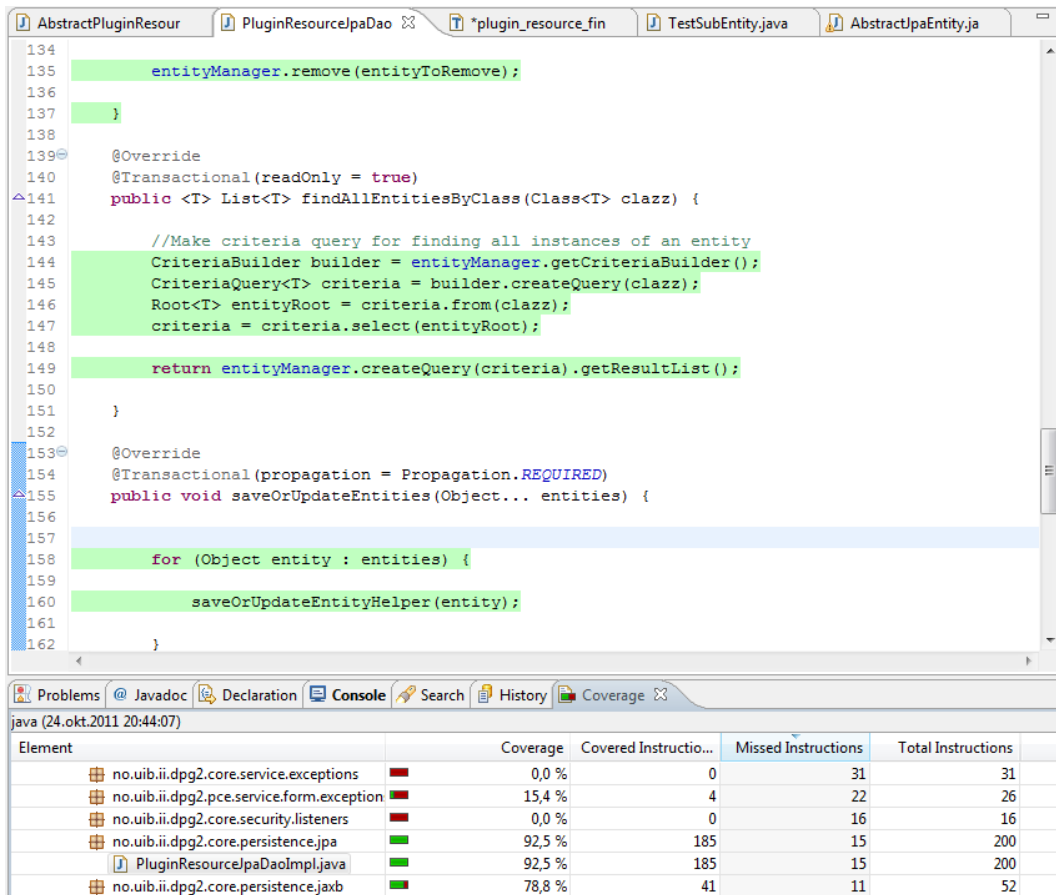 AbstractPluginResour PluginResourceJpaDao *plugin_resource_fin TestSubEntity.java AbstractJpaEntity.ja
134
135 entityManager.remove(entityToRemove);
136
137 }
138
139 @Override
140 @Transactional(readOnly = true)
141 public <T> List<T> findAllEntitiesByClass(Class<T> clazz) {
142
143 //Make criteria query for finding all instances of an entity
144 CriteriaBuilder builder = entityManager.getCriteriaBuilder();
145 CriteriaQuery<T> criteria = builder.createQuery(clazz);
146 Root<T> entityRoot = criteria.from(clazz);
147 criteria = criteria.select(entityRoot);
148
149 return entityManager.createQuery(criteria).getResultList();
150
151 }
152
153 @Override
154 @Transactional(propagation = Propagation.REQUIRED)
155 public void saveOrUpdateEntities(Object... entities) {
156
157
158 for (Object entity : entities) {
159
160 saveOrUpdateEntityHelper(entity);
161
162 }
Problems @ Javadoc Declaration Console Search History Coverage
java (24.okt.2011 20:44:07)
Element Coverage Covered Instructio... Missed Instructions Total Instructions
no.uib.ii.dpg2.core.service.exceptions 0,0 % 0 31 31
no.uib.ii.dpg2.pce.service.form.exception 15,4 % 4 22 26
no.uib.ii.dpg2.core.security.listeners 0,0 % 0 16 16
no.uib.ii.dpg2.core.persistence.jpa 92,5 % 185 15 200
PluginResourceJpaDaoImpl.java 92,5 % 185 15 200
no.uib.ii.dpg2.core.persistence.jaxb 78,8 % 41 11 52